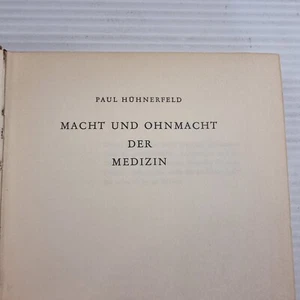 PAUL HÜHNERFELD
MACHT UND OHNMACHT
DER
MEDIZIN